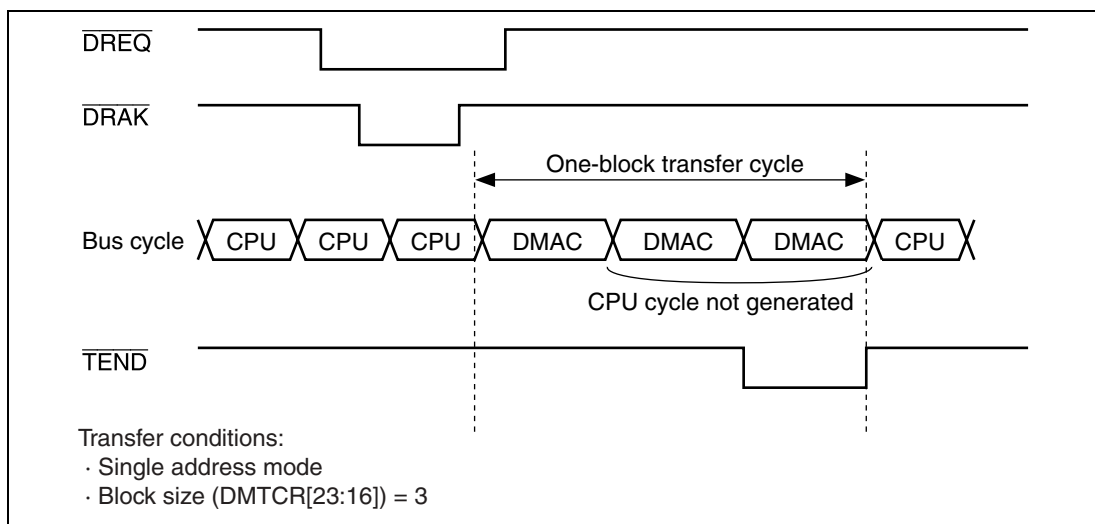 DREQ
DRAK
One-block transfer cycle
Bus cycle CPU CPU CPU DMAC DMAC DMAC CPU
CPU cycle not generated
TEND
Transfer conditions:
· Single address mode
· Block size (DMTCR[23:16]) = 3